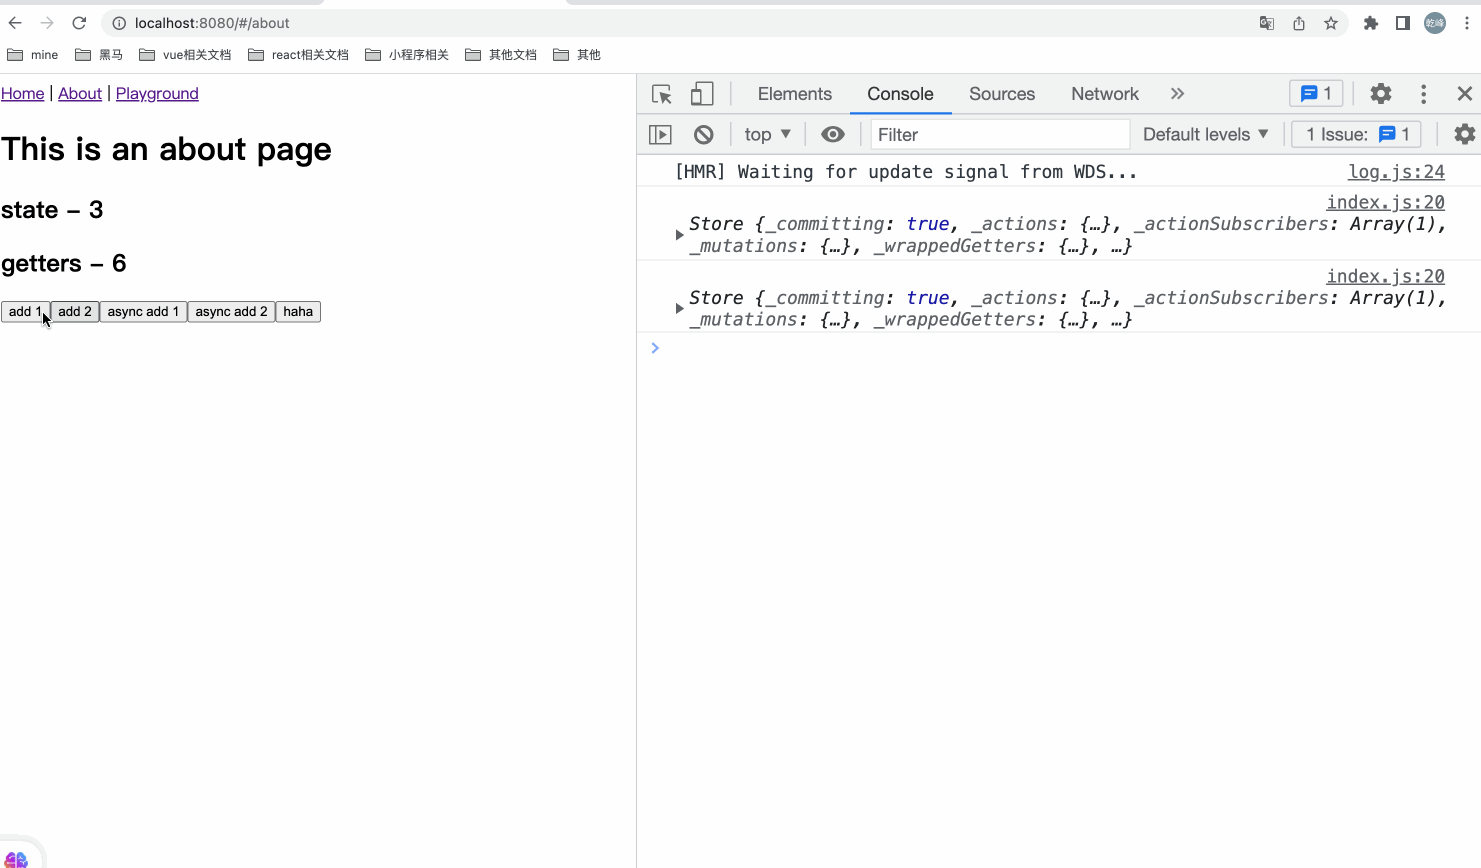 localhost:8080/#/about
乾峰
mine 黑马 vue相关文档 react相关文档 小程序相关 其他文档 其他
Home | About | Playground
This is an about page
state – 3
getters – 6
add 1 add 2 async add 1 async add 2 haha
Elements Console Sources Network 1
top Filter Default levels 1 Issue: 1
[HMR] Waiting for update signal from WDS... log.js:24
index.js:20
Store {_committing: true, _actions: {…}, _actionSubscribers: Array(1),
_mutations: {…}, _wrappedGetters: {…}, …}
index.js:20
Store {_committing: true, _actions: {…}, _actionSubscribers: Array(1),
_mutations: {…}, _wrappedGetters: {…}, …}